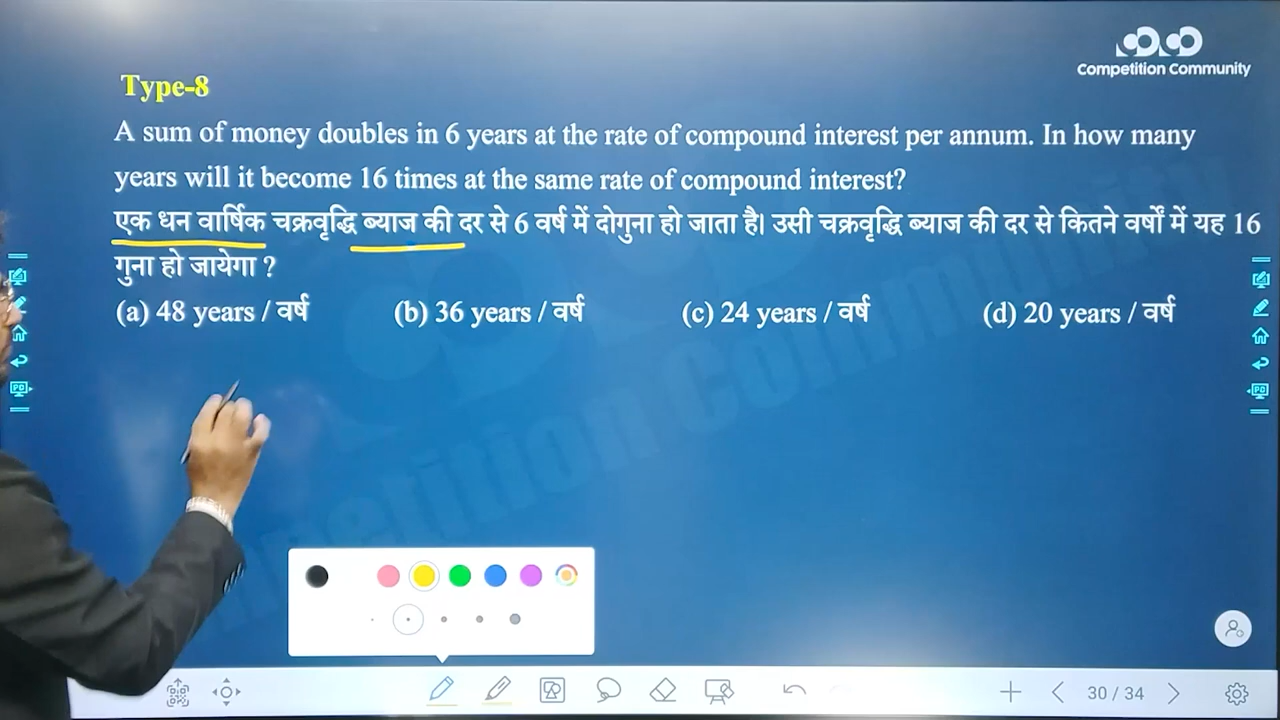 Competition Community
Type-8
A sum of money doubles in 6 years at the rate of compound interest per annum. In how many
years will it become 16 times at the same rate of compound interest?
एक धन वार्षिक चक्रवृद्धि ब्याज की दर से 6 वर्ष में दोगुना हो जाता है। उसी चक्रवृद्धि ब्याज की दर से कितने वर्षों में यह 16
गुना हो जायेगा ?
(a) 48 years / वर्ष (b) 36 years / वर्ष (c) 24 years / वर्ष (d) 20 years / वर्ष
30 / 34